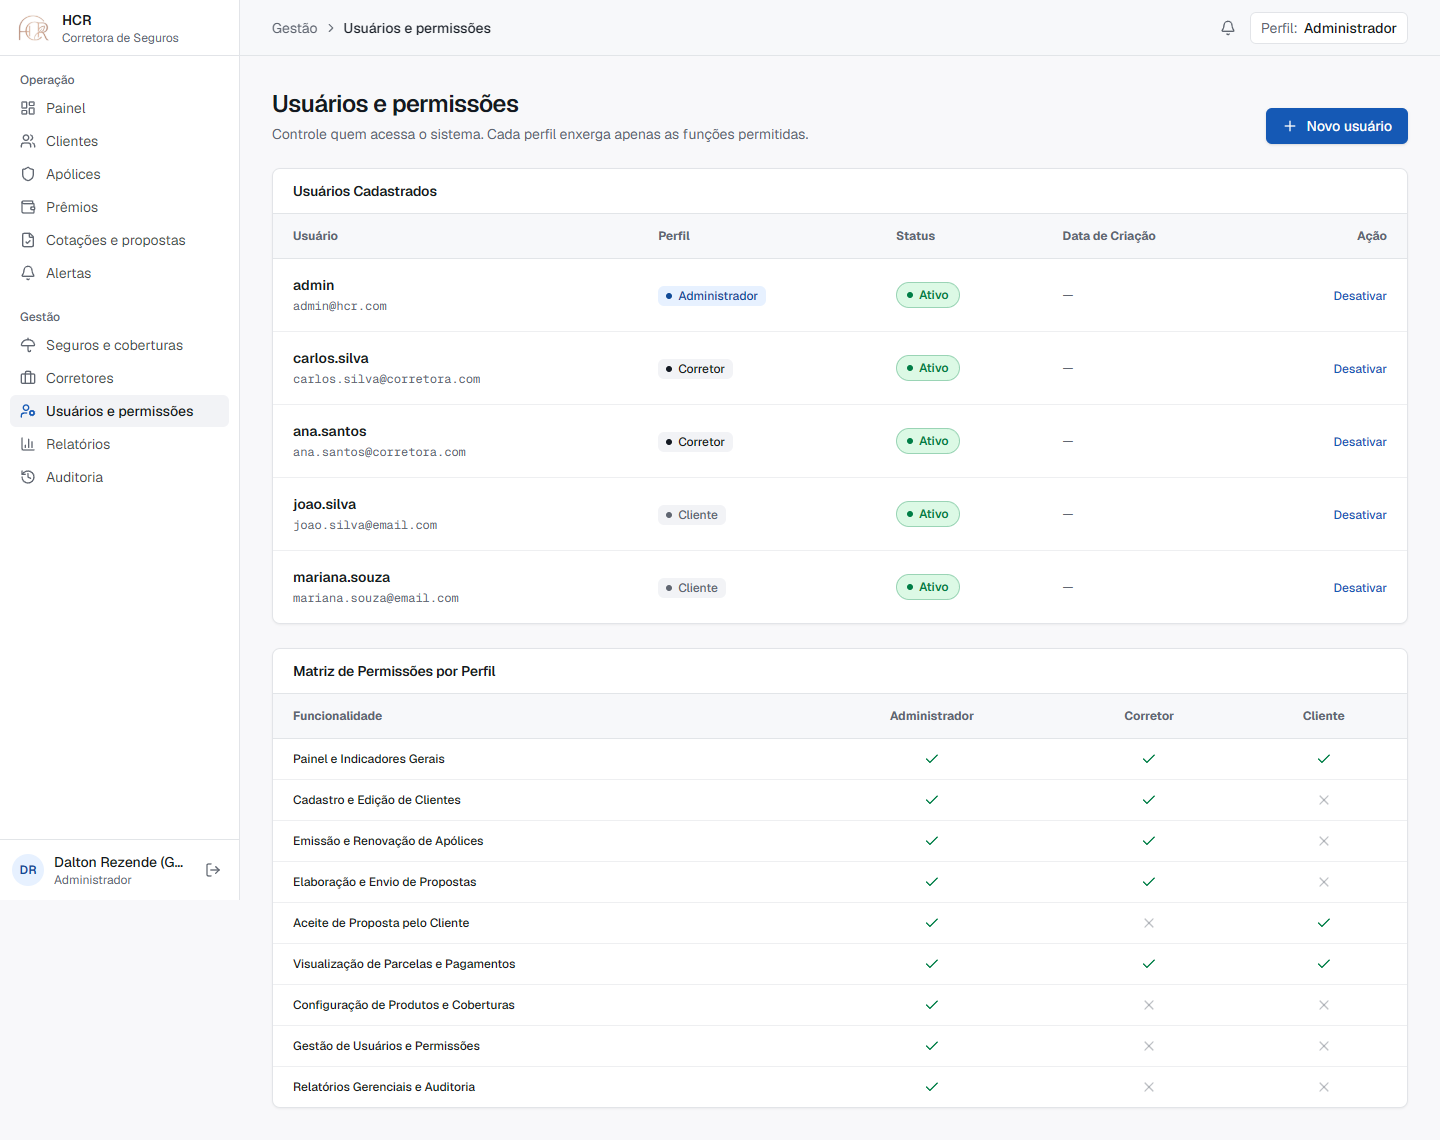 HCR
HCR
Corretora de Seguros
Operação
Painel
Clientes
Apólices
Prêmios
Cotações e propostas
Alertas
Gestão
Seguros e coberturas
Corretores
Usuários e permissões
Relatórios
Auditoria
Dalton Rezende (G...
DR
Administrador
Gestão > Usuários e permissões
Perfil: Administrador
Usuários e permissões
Controle quem acessa o sistema. Cada perfil enxerga apenas as funções permitidas.
+ Novo usuário
Usuários Cadastrados
Usuário Perfil Status Data de Criação Ação
admin
admin@hcr.com
Administrador Ativo — Desativar
carlos.silva
carlos.silva@corretora.com
Corretor Ativo — Desativar
ana.santos
ana.santos@corretora.com
Corretor Ativo — Desativar
joao.silva
joao.silva@email.com
Cliente Ativo — Desativar
mariana.souza
mariana.souza@email.com
Cliente Ativo — Desativar
Matriz de Permissões por Perfil
Funcionalidade Administrador Corretor Cliente
Painel e Indicadores Gerais
Cadastro e Edição de Clientes
Emissão e Renovação de Apólices
Elaboração e Envio de Propostas
Aceite de Proposta pelo Cliente
Visualização de Parcelas e Pagamentos
Configuração de Produtos e Coberturas
Gestão de Usuários e Permissões
Relatórios Gerenciais e Auditoria